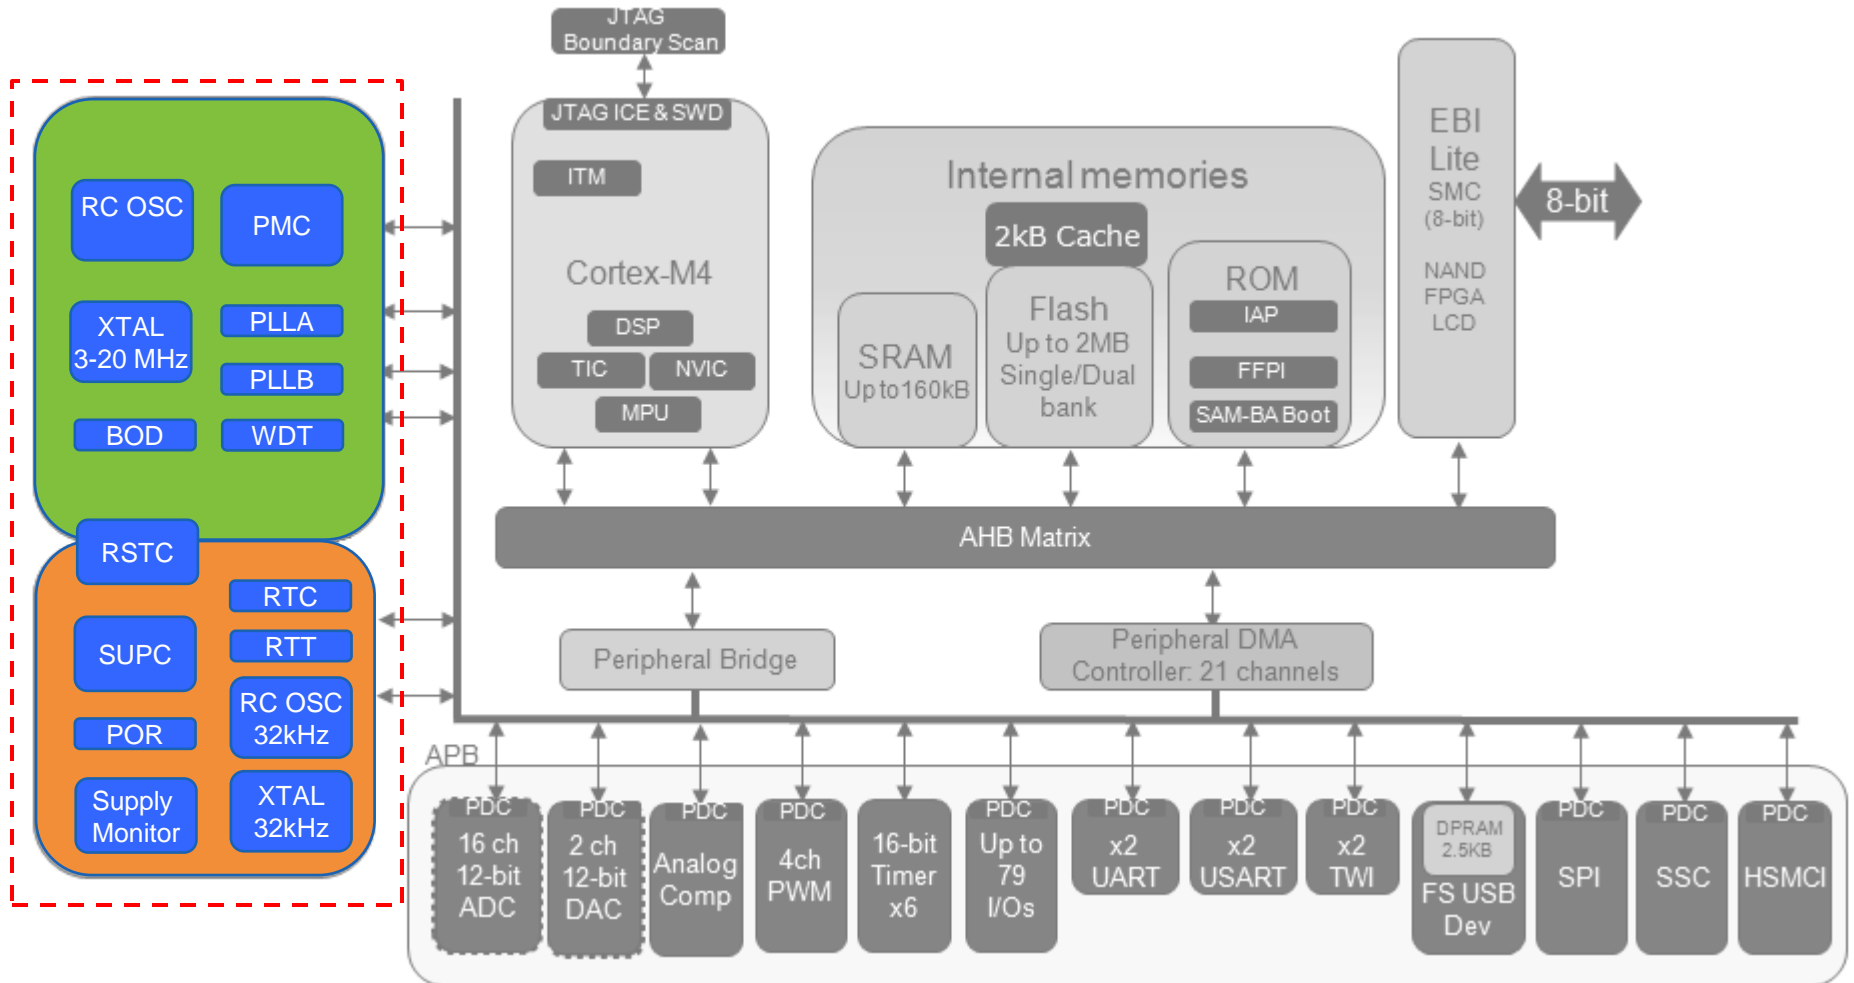 JTAG
Boundary Scan
JTAG ICE & SWD
ITM
Cortex-M4
DSP
TIC
NVIC
MPU
Internal memories
2kB Cache
SRAM
Up to160kB
Flash
Up to 2MB
Single/Dual
bank
ROM
IAP
FFPI
SAM-BA Boot
EBI
Lite
SMC
(8-bit)
NAND
FPGA
LCD
8-bit
RC OSC
PMC
XTAL
3-20 MHz
PLLA
PLLB
BOD
WDT
RSTC
RTC
SUPC
RTT
RC OSC
32kHz
POR
Supply
Monitor
XTAL
32kHz
AHB Matrix
Peripheral Bridge
Peripheral DMA
Controller: 21 channels
APB
PDC
16 ch
12-bit
ADC
PDC
2 ch
12-bit
DAC
PDC
Analog
Comp
PDC
4ch
PWM
16-bit
Timer
x6
PDC
Up to
79
I/Os
PDC
x2
UART
PDC
x2
USART
PDC
x2
TWI
DPRAM
2.5KB
FS USB
Dev
PDC
SPI
PDC
SSC
PDC
HSMCI